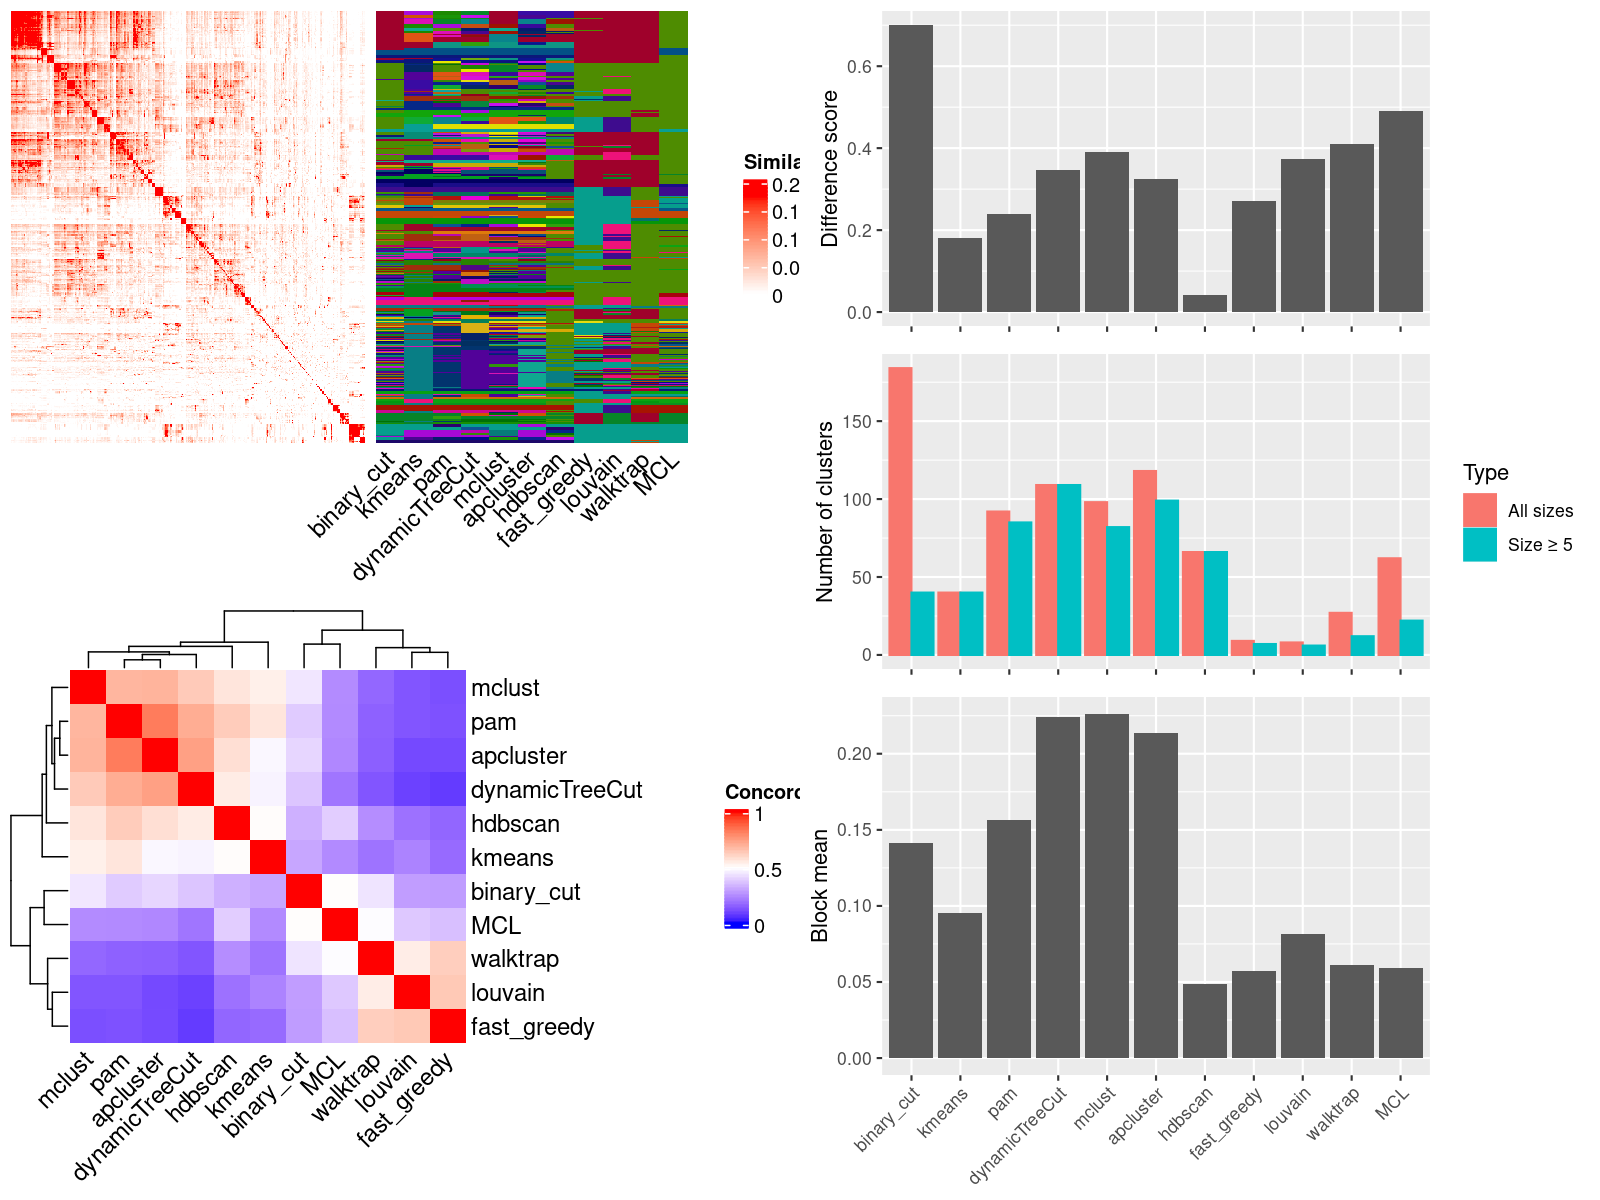 Simila
0.2
0.1
0.1
0.0
0
binary_cut
kmeans
pam
dynamicTreeCut
mclust
apcluster
hdbscan
fast_greedy
louvain
walktrap
MCL
mclust
pam
apcluster
dynamicTreeCut
hdbscan
kmeans
binary_cut
MCL
walktrap
louvain
fast_greedy
mclust
pam
apcluster
dynamicTreeCut
hdbscan
kmeans
binary_cut
MCL
walktrap
louvain
fast_greedy
Concord
1
0.5
0
Difference score
0.6
0.4
0.2
0.0
Number of clusters
150
100
50
0
Type
All sizes
Size ≥ 5
Block mean
0.20
0.15
0.10
0.05
0.00
binary_cut
kmeans
pam
dynamicTreeCut
mclust
apcluster
hdbscan
fast_greedy
louvain
walktrap
MCL